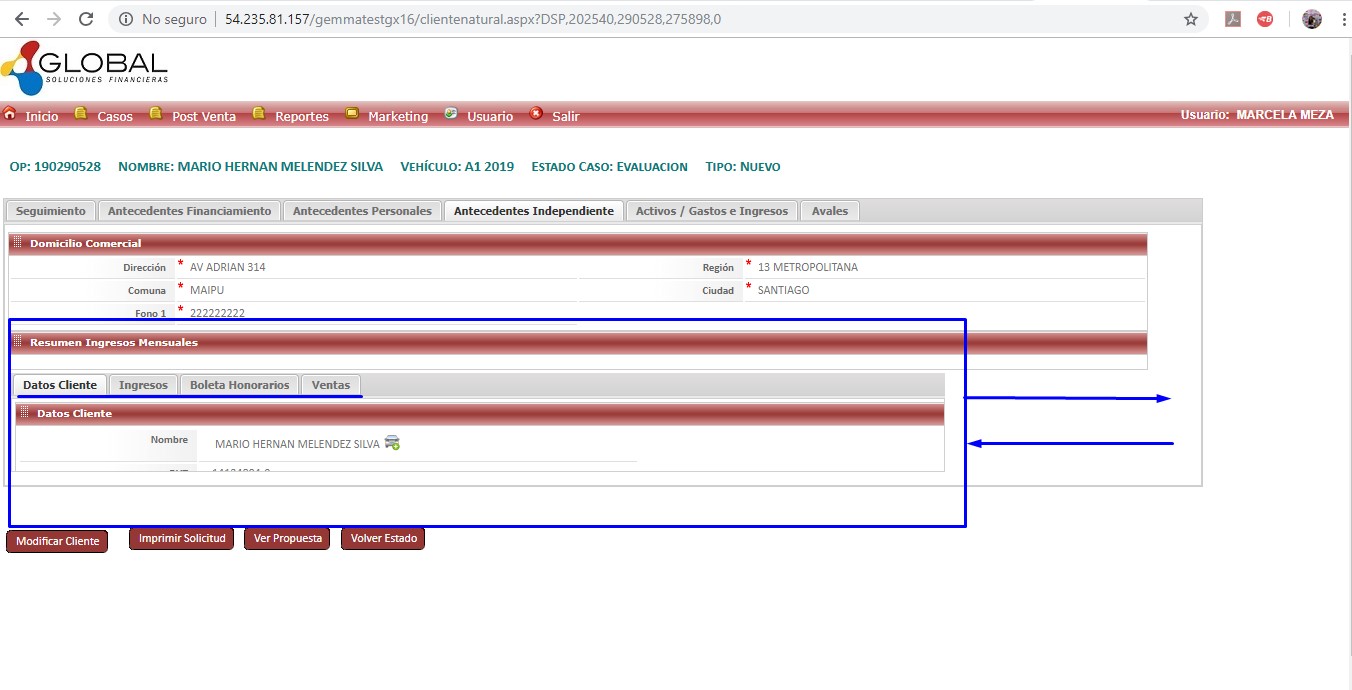 No seguro | 54.235.81.157/gemmatestgx16/clientenatural.aspx?DSP,202540,290528,275898,0
GLOBAL
SOLUCIONES FINANCIERAS
Inicio Casos Post Venta Reportes Marketing Usuario Salir Usuario: MARCELA MEZA
OP: 190290528 NOMBRE: MARIO HERNAN MELENDEZ SILVA VEHÍCULO: A1 2019 ESTADO CASO: EVALUACION TIPO: NUEVO
Seguimiento Antecedentes Financiamiento Antecedentes Personales Antecedentes Independiente Activos / Gastos e Ingresos Avales
Domicilio Comercial
Dirección * AV ADRIAN 314 Región * 13 METROPOLITANA
Comuna * MAIPU Ciudad * SANTIAGO
Fono 1 * 222222222
Resumen Ingresos Mensuales
Datos Cliente Ingresos Boleta Honorarios Ventas
Datos Cliente
Nombre MARIO HERNAN MELENDEZ SILVA
Modificar Cliente Imprimir Solicitud Ver Propuesta Volver Estado